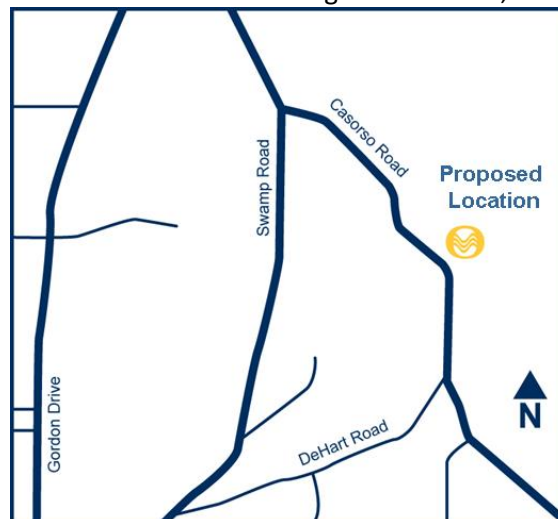 Casorso Road
Swamp Road
Proposed
Location
Gordon Drive
DeHart Road
N